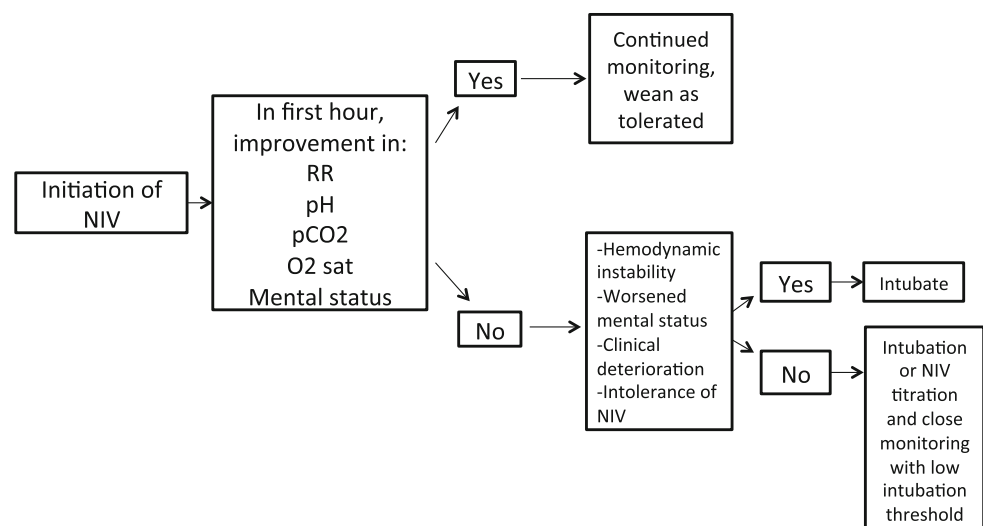 Initiation of
NIV
In first hour,
improvement in:
RR
pH
pCO2
O2 sat
Mental status
Yes
Continued
monitoring,
wean as
tolerated
No
-Hemodynamic
instability
-Worsened
mental status
-Clinical
deterioration
-Intolerance of
NIV
Yes
Intubate
No
Intubation
or NIV
titration
and close
monitoring
with low
intubation
threshold